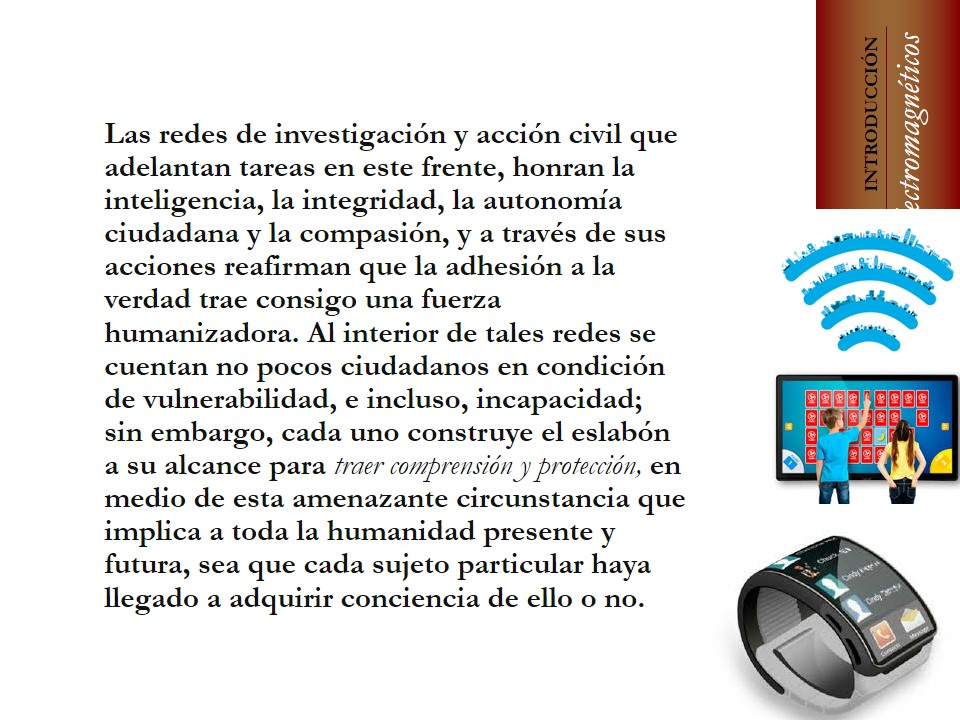 INTRODUCCIÓN
Las redes de investigación y acción civil que
adelantan tareas en este frente, honran la
inteligencia, la integridad, la autonomía
ciudadana y la compasión, y a través de sus
acciones reafirman que la adhesión a la
verdad trae consigo una fuerza
humanizadora. Al interior de tales redes se
cuentan no pocos ciudadanos en condición
de vulnerabilidad, e incluso, incapacidad;
sin embargo, cada uno construye el eslabón
a su alcance para traer comprensión y protección, en
medio de esta amenazante circunstancia que
implica a toda la humanidad presente y
futura, sea que cada sujeto particular haya
llegado a adquirir conciencia de ello o no.